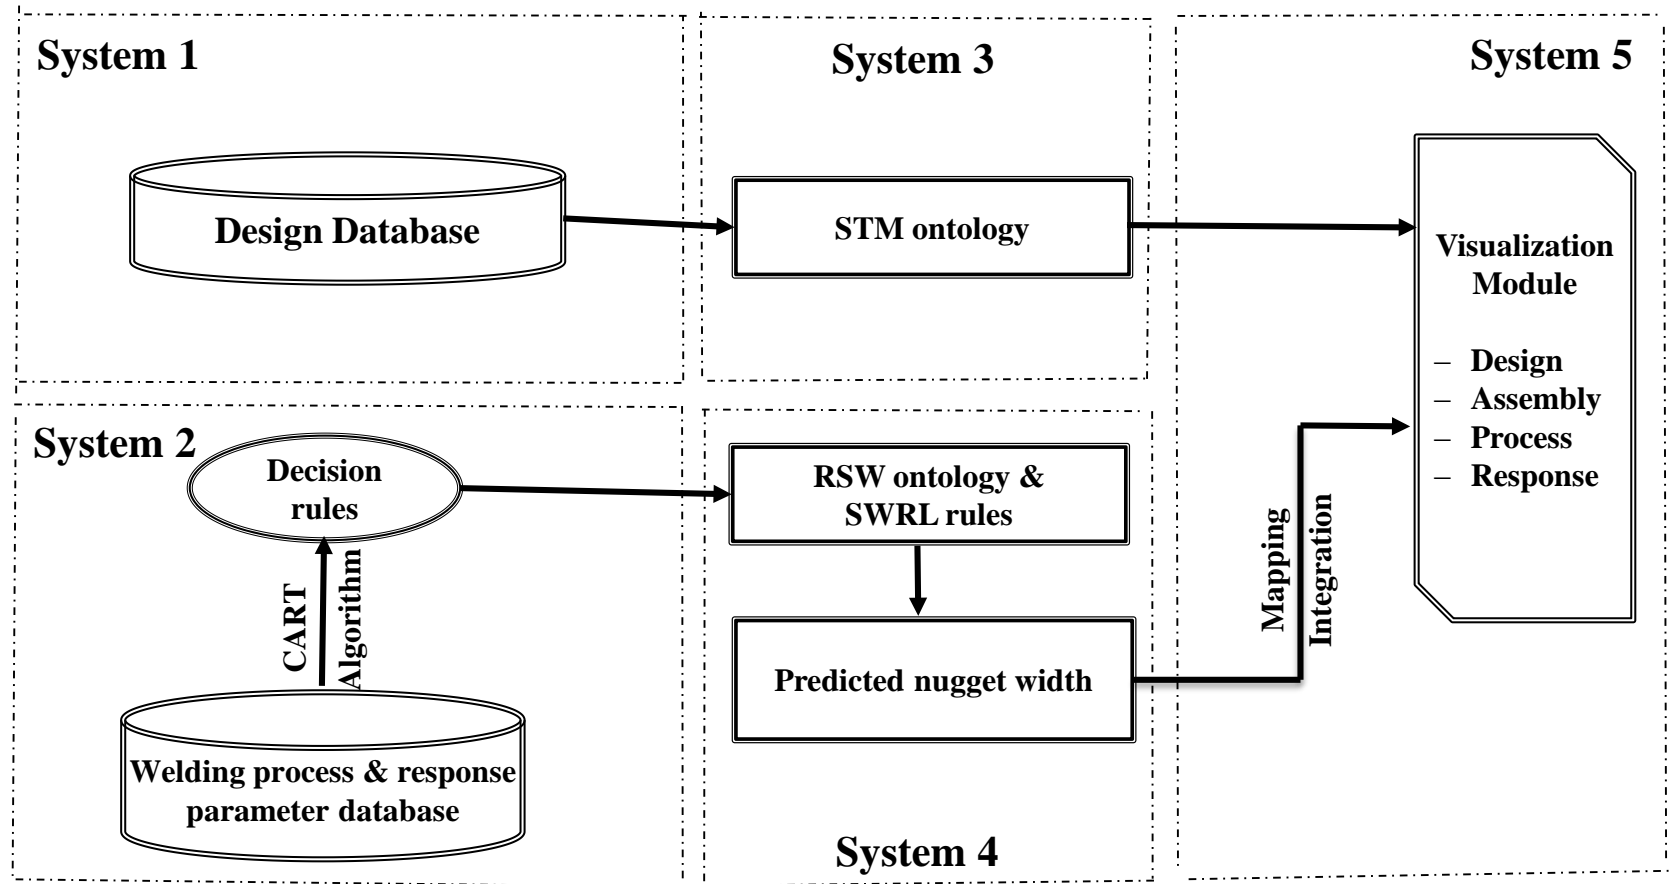 System 1
Design Database
System 3
STM ontology
System 5
Visualization
Module
– Design
– Assembly
– Process
– Response
System 2
Decision
rules
CART
Algorithm
Welding process & response
parameter database
RSW ontology &
SWRL rules
Predicted nugget width
System 4
Mapping
Integration